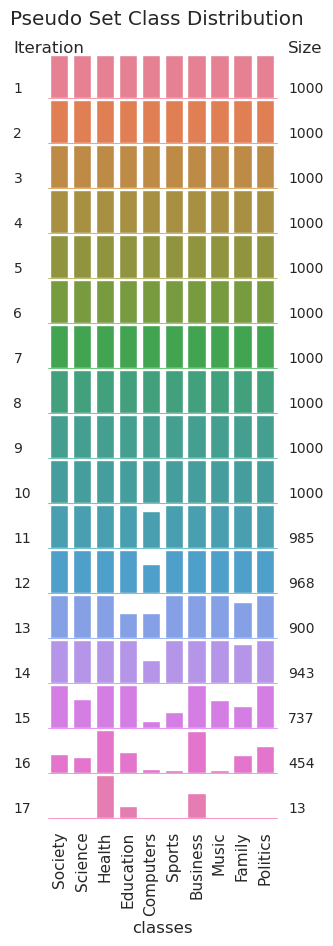 Pseudo Set Class Distribution
Iteration Size
1 1000
2 1000
3 1000
4 1000
5 1000
6 1000
7 1000
8 1000
9 1000
10 1000
11 985
12 968
13 900
14 943
15 737
16 454
17 13
Society
Science
Health
Education
Computers
Sports
Business
Music
Family
Politics
classes